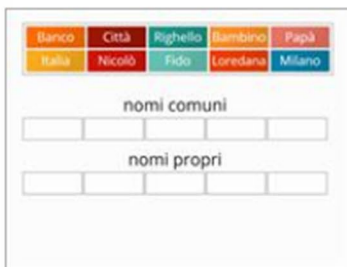 Banco Città Righello Bambino Papà
Italia Nicolò Fido Loredana Milano
nomi comuni
nomi propri